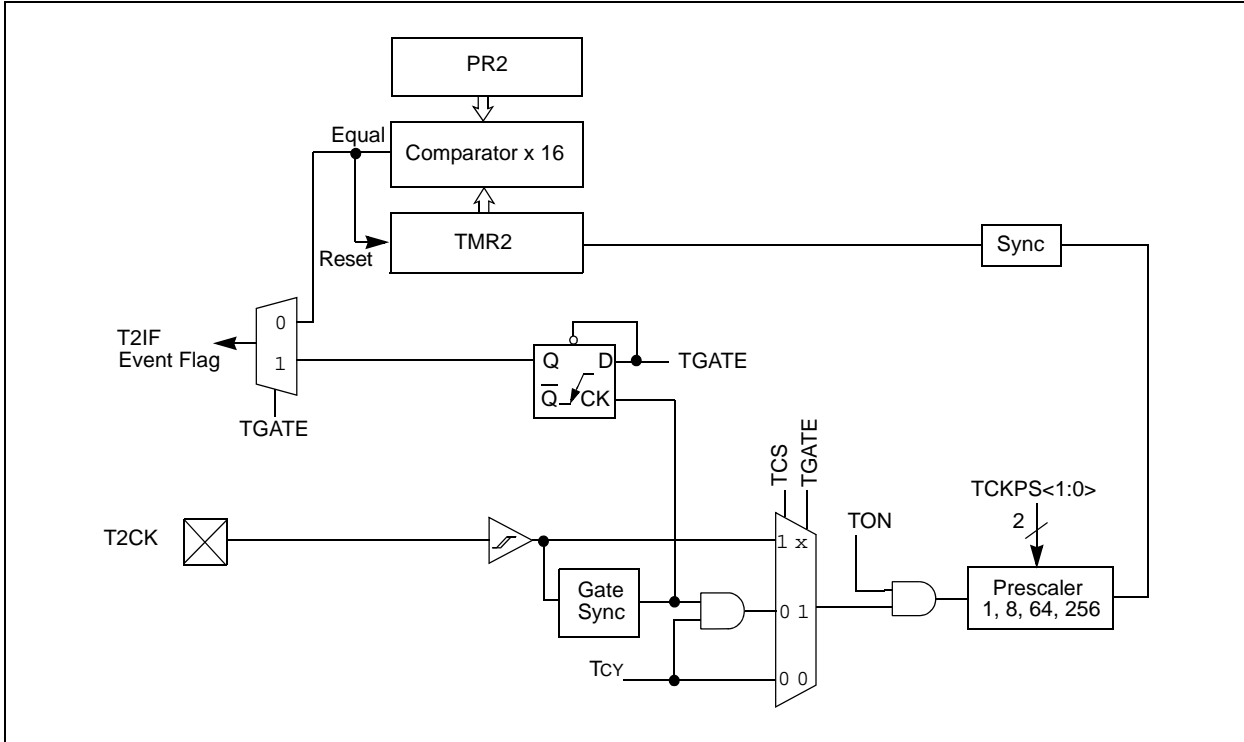 PR2
Equal
Comparator x 16
TMR2
Reset
Sync
0
T2IF
Event Flag
1
TGATE
Q
D
TGATE
Q
CK
TCS
TGATE
TCKPS<1:0>
2
TON
T2CK
1 x
Gate
Sync
0 1
Prescaler
1, 8, 64, 256
TCY
0 0